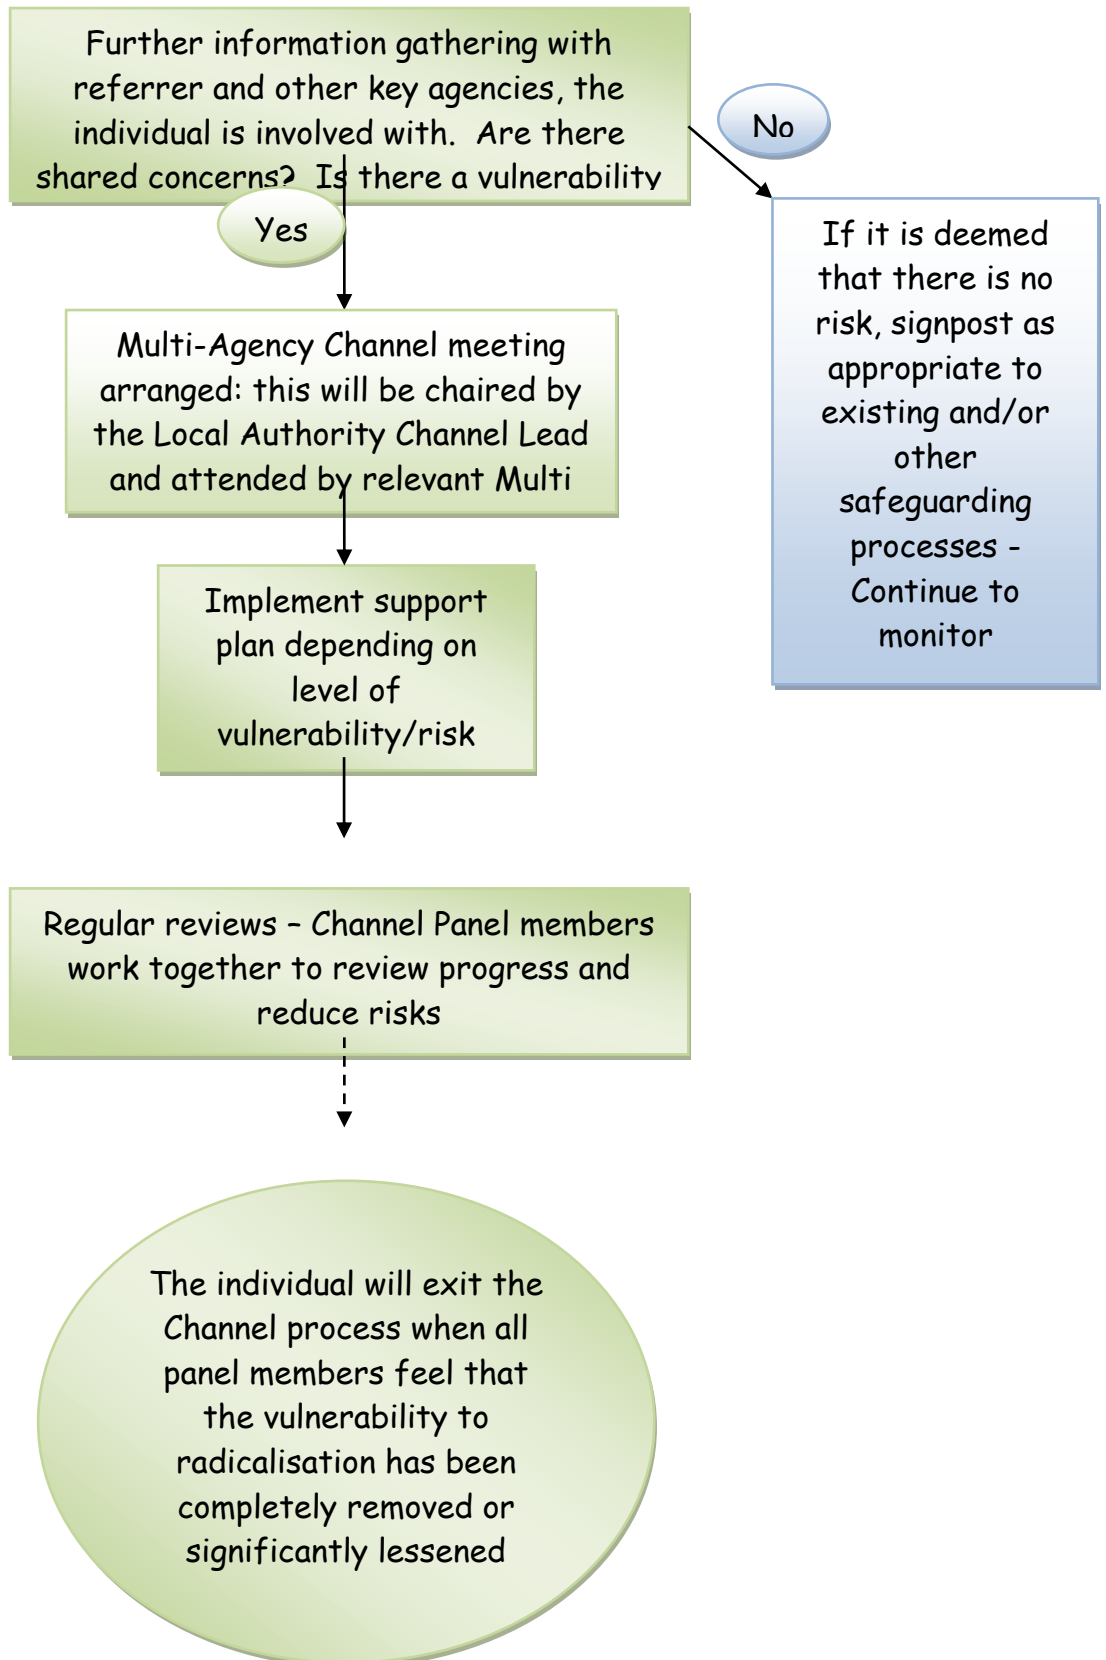 Further information gathering with
referrer and other key agencies, the
individual is involved with.  Are there
shared concerns?  Is there a vulnerability
No
Yes
If it is deemed
that there is no
risk, signpost as
appropriate to
existing and/or
other
safeguarding
processes -
Continue to
monitor
Multi-Agency Channel meeting
arranged: this will be chaired by
the Local Authority Channel Lead
and attended by relevant Multi
Implement support
plan depending on
level of
vulnerability/risk
Regular reviews – Channel Panel members
work together to review progress and
reduce risks
The individual will exit the
Channel process when all
panel members feel that
the vulnerability to
radicalisation has been
completely removed or
significantly lessened